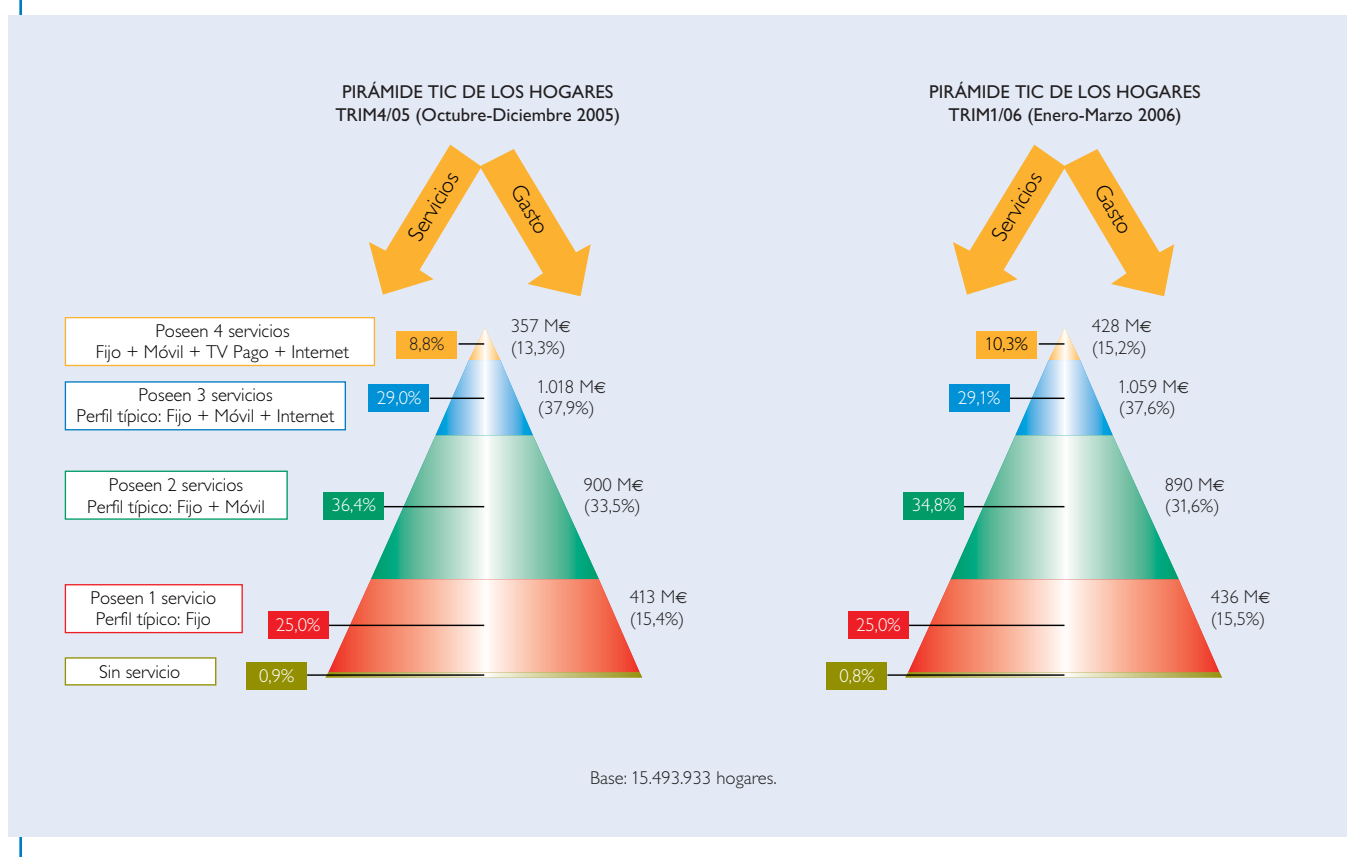 PIRÁMIDE TIC DE LOS HOGARES
TRIM4/05 (Octubre-Diciembre 2005)
Servicios
Gasto
Poseen 4 servicios
Fijo + Móvil + TV Pago + Internet
8,8%
357 M€
(13,3%)
Poseen 3 servicios
Perfil típico: Fijo + Móvil + Internet
29,0%
1.018 M€
(37,9%)
Poseen 2 servicios
Perfil típico: Fijo + Móvil
36,4%
900 M€
(33,5%)
Poseen 1 servicio
Perfil típico: Fijo
25,0%
413 M€
(15,4%)
Sin servicio
0,9%
PIRÁMIDE TIC DE LOS HOGARES
TRIM1/06 (Enero-Marzo 2006)
Servicios
Gasto
10,3%
428 M€
(15,2%)
29,1%
1.059 M€
(37,6%)
34,8%
890 M€
(31,6%)
25,0%
436 M€
(15,5%)
0,8%
Base: 15.493.933 hogares.